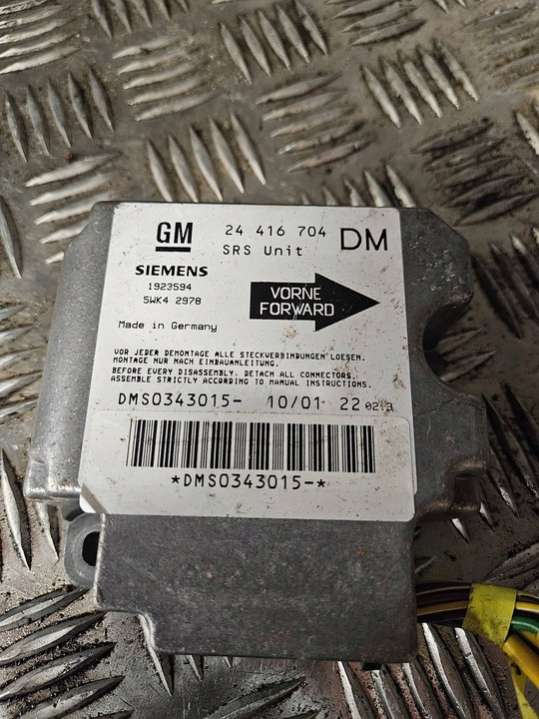 GM 24 416 704 DM
SRS Unit
SIEMENS
1923594
5WK4 2978
VORNE
FORWARD
Made in Germany
VOR JEDER DEMONTAGE ALLE STECKVERBINDUNGEN LOESEN.
MONTAGE NUR NACH EINBAUANLEITUNG.
BEFORE EVERY DISASSEMBLY. DETACH ALL CONNECTORS.
ASSEMBLE STRICTLY ACCORDING TO MANUAL INSTRUCTIONS.
DMS0343015- 10/01 22
*DMS0343015-*